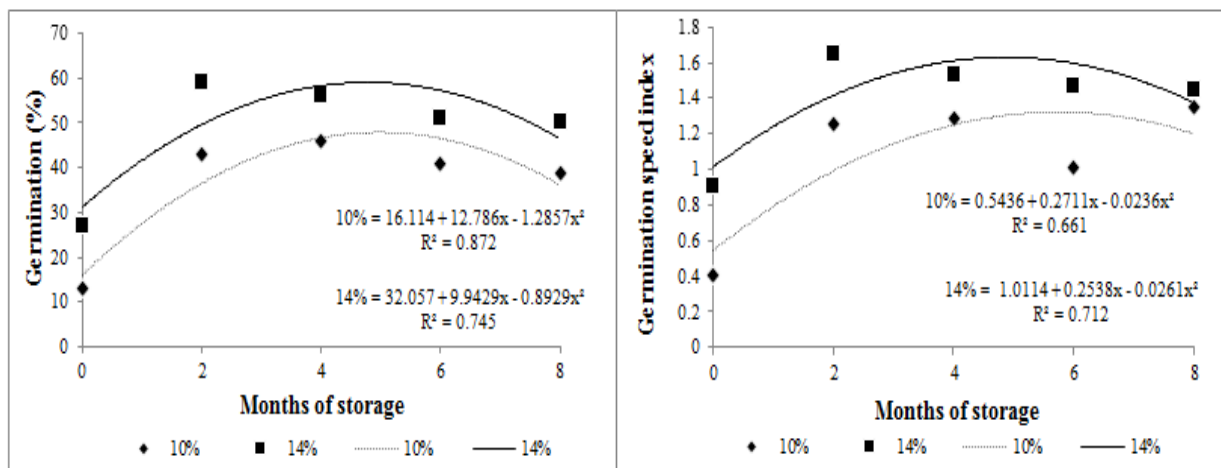 Germination (%)
70
60
50
40
30
20
10
0
10% = 16.114 + 12.786x - 1.2857x²
R² = 0.872
14% = 32.057 + 9.9429x - 0.8929x²
R² = 0.745
0 2 4 6 8
Months of storage
10% 14% 10% 14%
Germination speed index
1.8
1.6
1.4
1.2
1
0.8
0.6
0.4
0.2
0
10% = 0.5436 + 0.2711x - 0.0236x²
R² = 0.661
14% = 1.0114 + 0.2538x - 0.0261x²
R² = 0.712
0 2 4 6 8
Months of storage
10% 14% 10% 14%